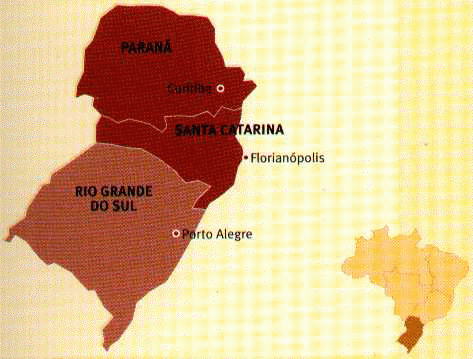 PARANÁ
Curitiba
SANTA CATARINA
Florianópolis
RIO GRANDE
DO SUL
Porto Alegre